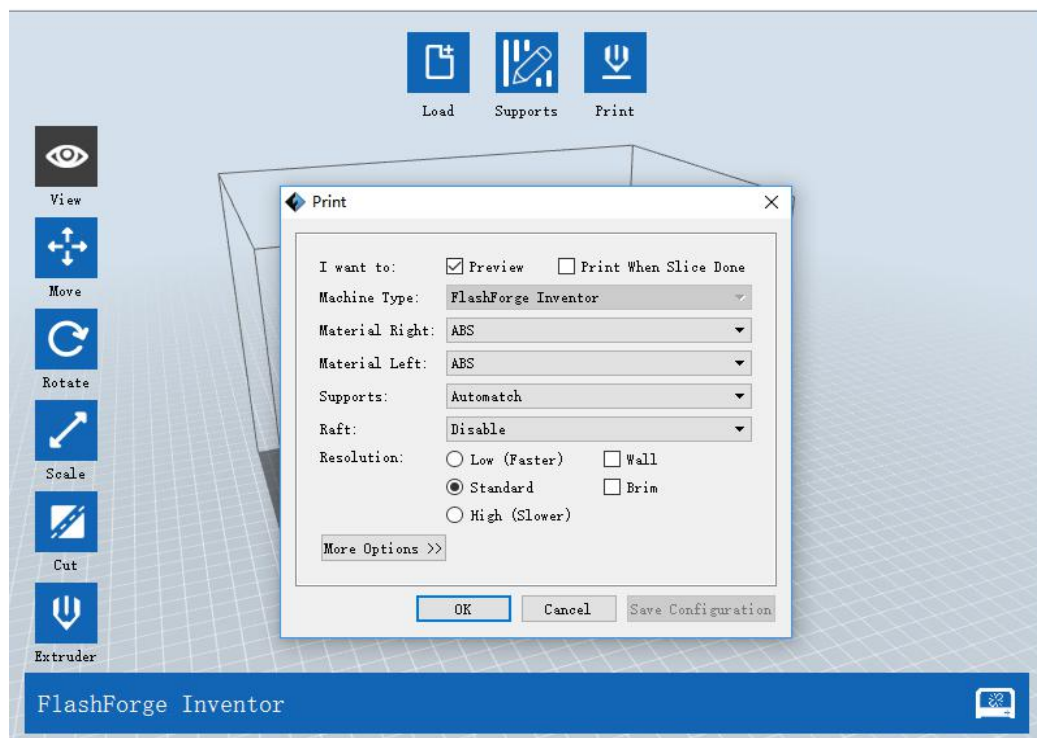 Load Supports Print
View
Move
Rotate
Scale
Cut
Extruder
Print
I want to: Preview Print When Slice Done
Machine Type: FlashForge Inventor
Material Right: ABS
Material Left: ABS
Supports: Automatch
Raft: Disable
Resolution: Low (Faster) Wall
Standard Brim
High (Slower)
More Options >>
OK Cancel Save Configuration
FlashForge Inventor